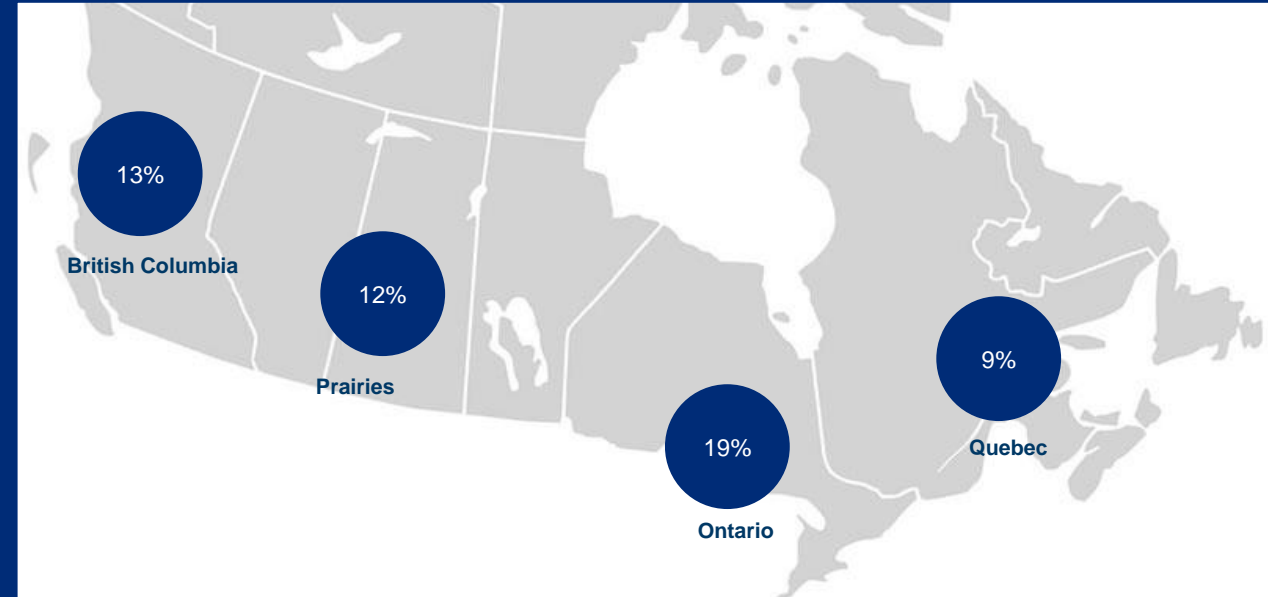 13%
British Columbia
12%
Prairies
19%
Ontario
9%
Quebec